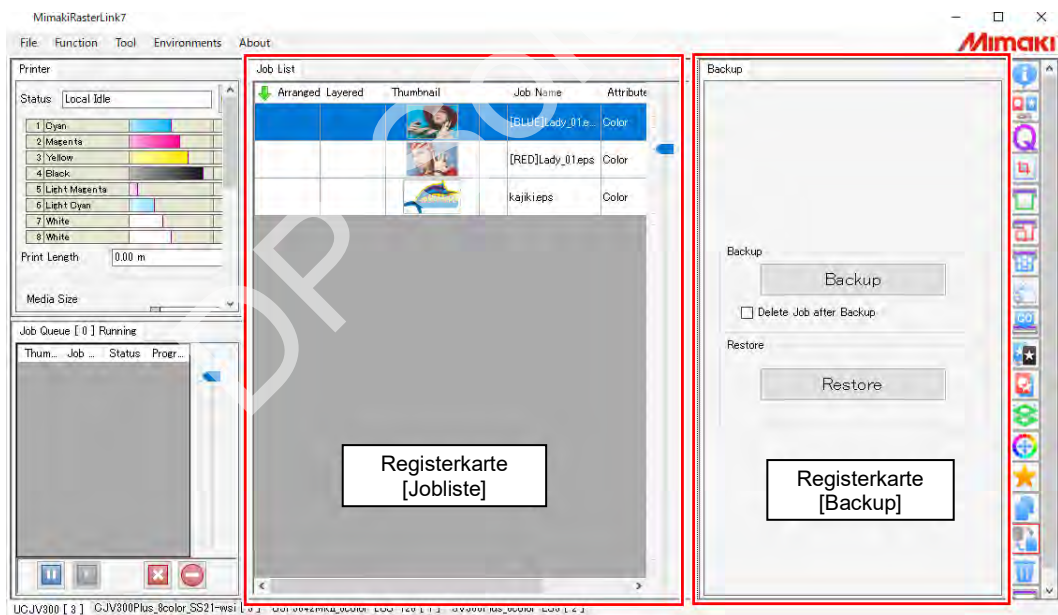 MimakiRasterLink7
File Function Tool Environments About
Mimaki
Printer
Status Local Idle
1 Cyan
2 Magenta
3 Yellow
4 Black
5 Light Magenta
6 Light Cyan
7 White
8 White
Print Length 0.00 m
Media Size
Job Queue [ 0 ] Running
Thum... Job ... Status Progr...
Job List
Arranged Layered Thumbnail Job Name Attribute
[BLUE]Lady_01.e... Color
[RED]Lady_01.eps Color
kajiki.eps Color
Registerkarte
[Jobliste]
Backup
Backup
Backup
Delete Job after Backup
Restore
Restore
Registerkarte
[Backup]
GO
UCJV300 [ 3 ] CJV300Plus_8color_SS21-wsi [ 3 ]